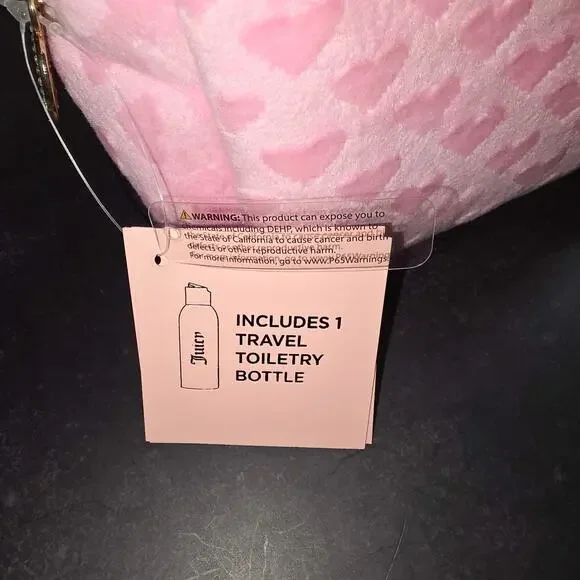 ⚠WARNING: This product can expose you to
chemicals including DEHP, which is known to
the State of California to cause cancer and birth
defects or other reproductive harm.
For more information, go to www.P65Warnings.
Juicy
INCLUDES 1
TRAVEL
TOILETRY
BOTTLE